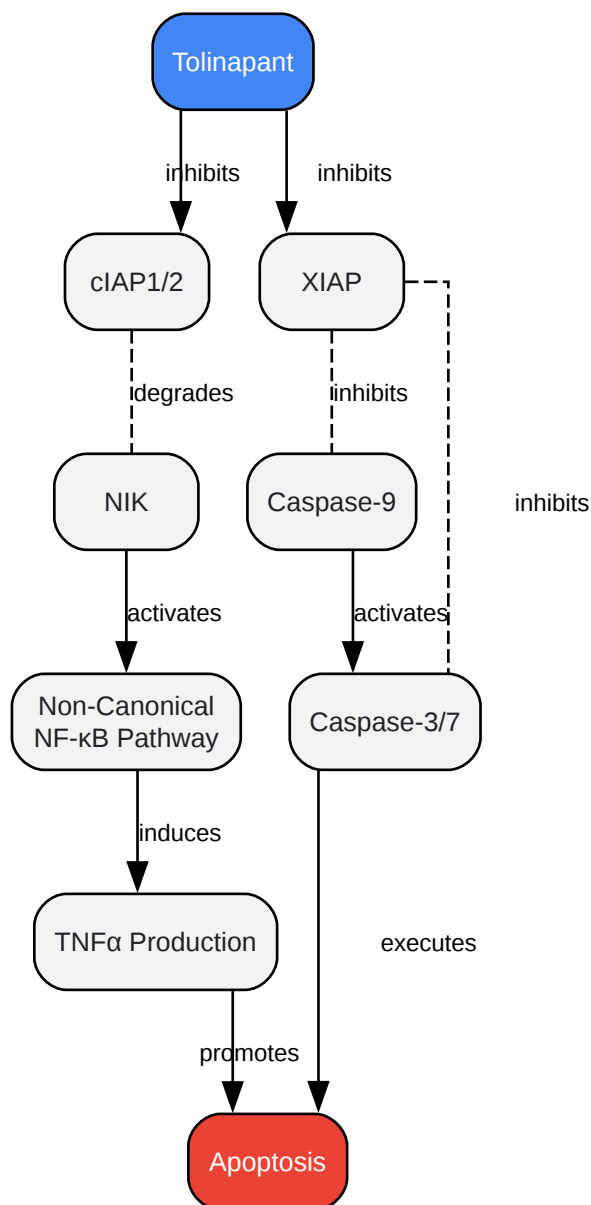 Tolinapant
inhibits
inhibits
cIAP1/2
XIAP
degrades
inhibits
NIK
Caspase-9
inhibits
activates
activates
Non-Canonical
NF-κB Pathway
Caspase-3/7
induces
TNFα Production
executes
promotes
Apoptosis